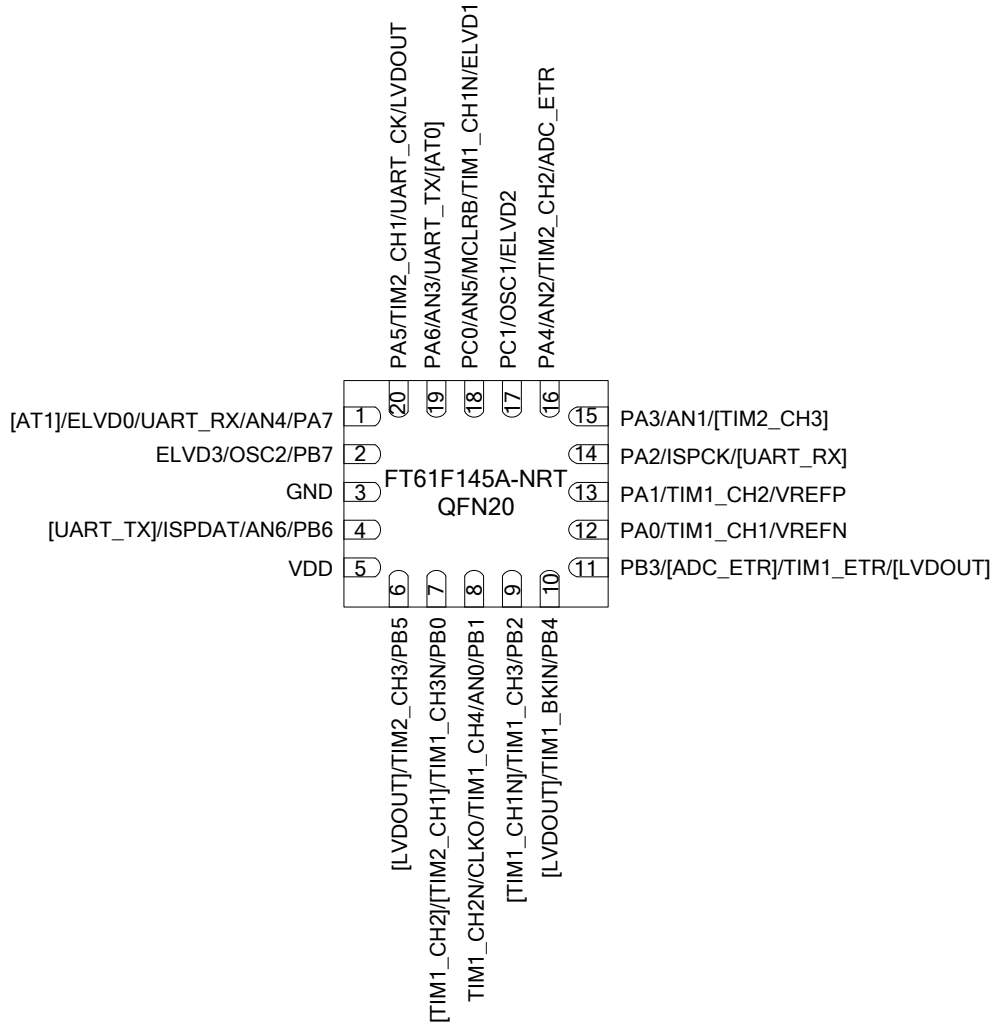 PA5/TIM2_CH1/UART_CK/LVDOUT
PA6/AN3/UART_TX/[AT0]
PC0/AN5/MCLRB/TIM1_CH1N/ELVD1
PC1/OSC1/ELVD2
PA4/AN2/TIM2_CH2/ADC_ETR
20
19
18
17
16
[AT1]/ELVD0/UART_RX/AN4/PA7
1
ELVD3/OSC2/PB7
2
GND
3
[UART_TX]/ISPDAT/AN6/PB6
4
VDD
5
FT61F145A-NRT
QFN20
15
PA3/AN1/[TIM2_CH3]
14
PA2/ISPCK/[UART_RX]
13
PA1/TIM1_CH2/VREFP
12
PA0/TIM1_CH1/VREFN
11
PB3/[ADC_ETR]/TIM1_ETR/[LVDOUT]
6
7
8
9
10
[LVDOUT]/TIM2_CH3/PB5
[TIM1_CH2]/[TIM2_CH1]/TIM1_CH3N/PB0
TIM1_CH2N/CLKO/TIM1_CH4/AN0/PB1
[TIM1_CH1N]/TIM1_CH3/PB2
[LVDOUT]/TIM1_BKIN/PB4